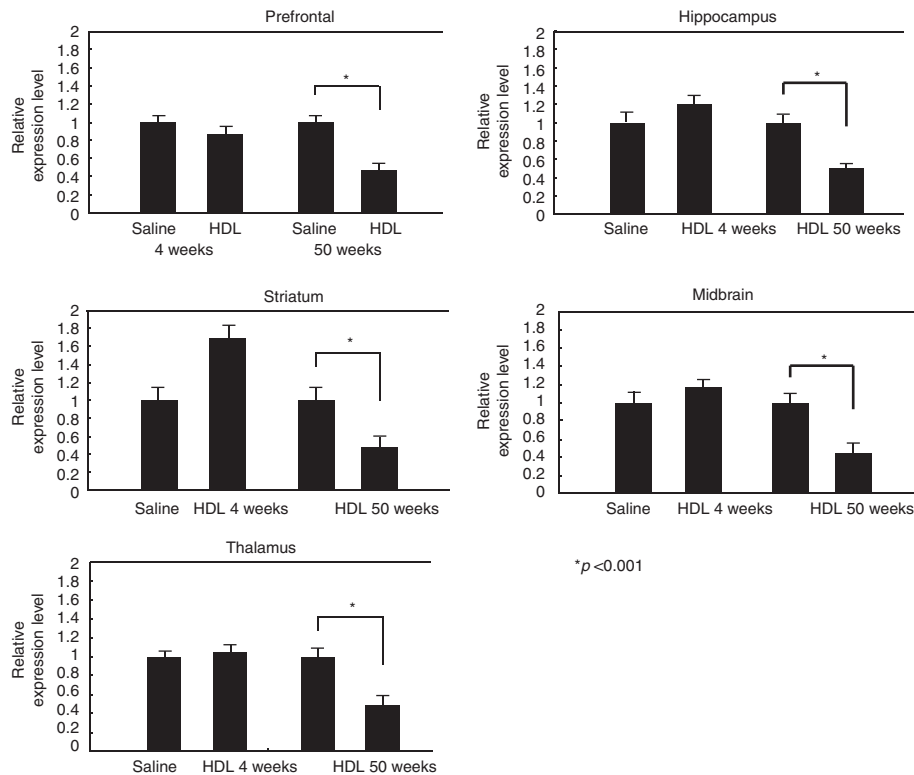 Prefrontal
Relative
expression level
2
1.8
1.6
1.4
1.2
1
0.8
0.6
0.4
0.2
0
*
Saline HDL Saline HDL
4 weeks 50 weeks
Hippocampus
Relative
expression level
2
1.8
1.6
1.4
1.2
1
0.8
0.6
0.4
0.2
0
*
Saline HDL 4 weeks HDL 50 weeks
Striatum
Relative
expression level
2
1.8
1.6
1.4
1.2
1
0.8
0.6
0.4
0.2
0
*
Saline HDL 4 weeks HDL 50 weeks
Midbrain
Relative
expression level
2
1.8
1.6
1.4
1.2
1
0.8
0.6
0.4
0.2
0
*
Saline HDL 4 weeks HDL 50 weeks
Thalamus
Relative
expression level
2
1.8
1.6
1.4
1.2
1
0.8
0.6
0.4
0.2
0
*
Saline HDL 4 weeks HDL 50 weeks
*p <0.001